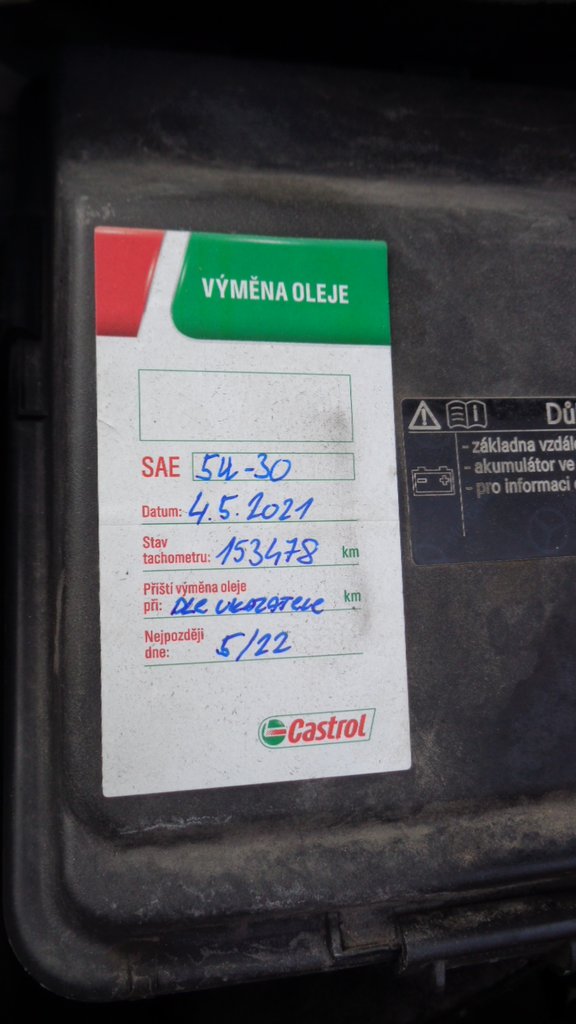 VÝMĚNA OLEJE
SAE 5W-30
Datum: 4.5.2021
Stav
tachometru: 153478 km
Příští výměna oleje
při: DLE UKAZATELE km
Nejpozději
dne: 5/22
Castrol
Dů
- základna vzdále
- akumulátor ve
- pro informaci